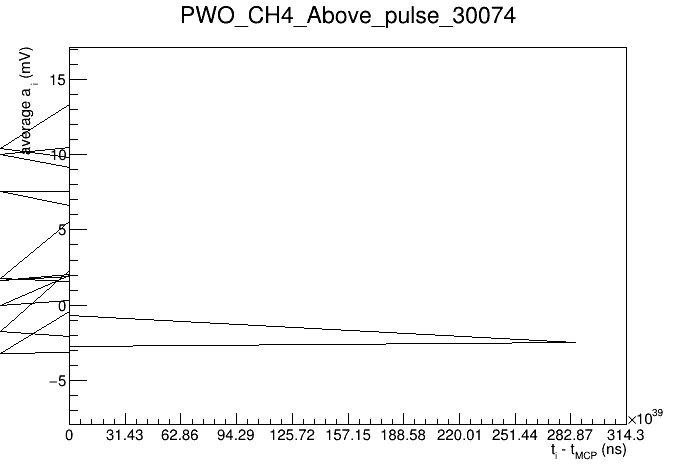 PWO_CH4_Above_pulse_30074
average a_i (mV)
15
10
5
0
−5
×10^39
0 31.43 62.86 94.29 125.72 157.15 188.58 220.01 251.44 282.87 314.3
t_i - t_MCP (ns)